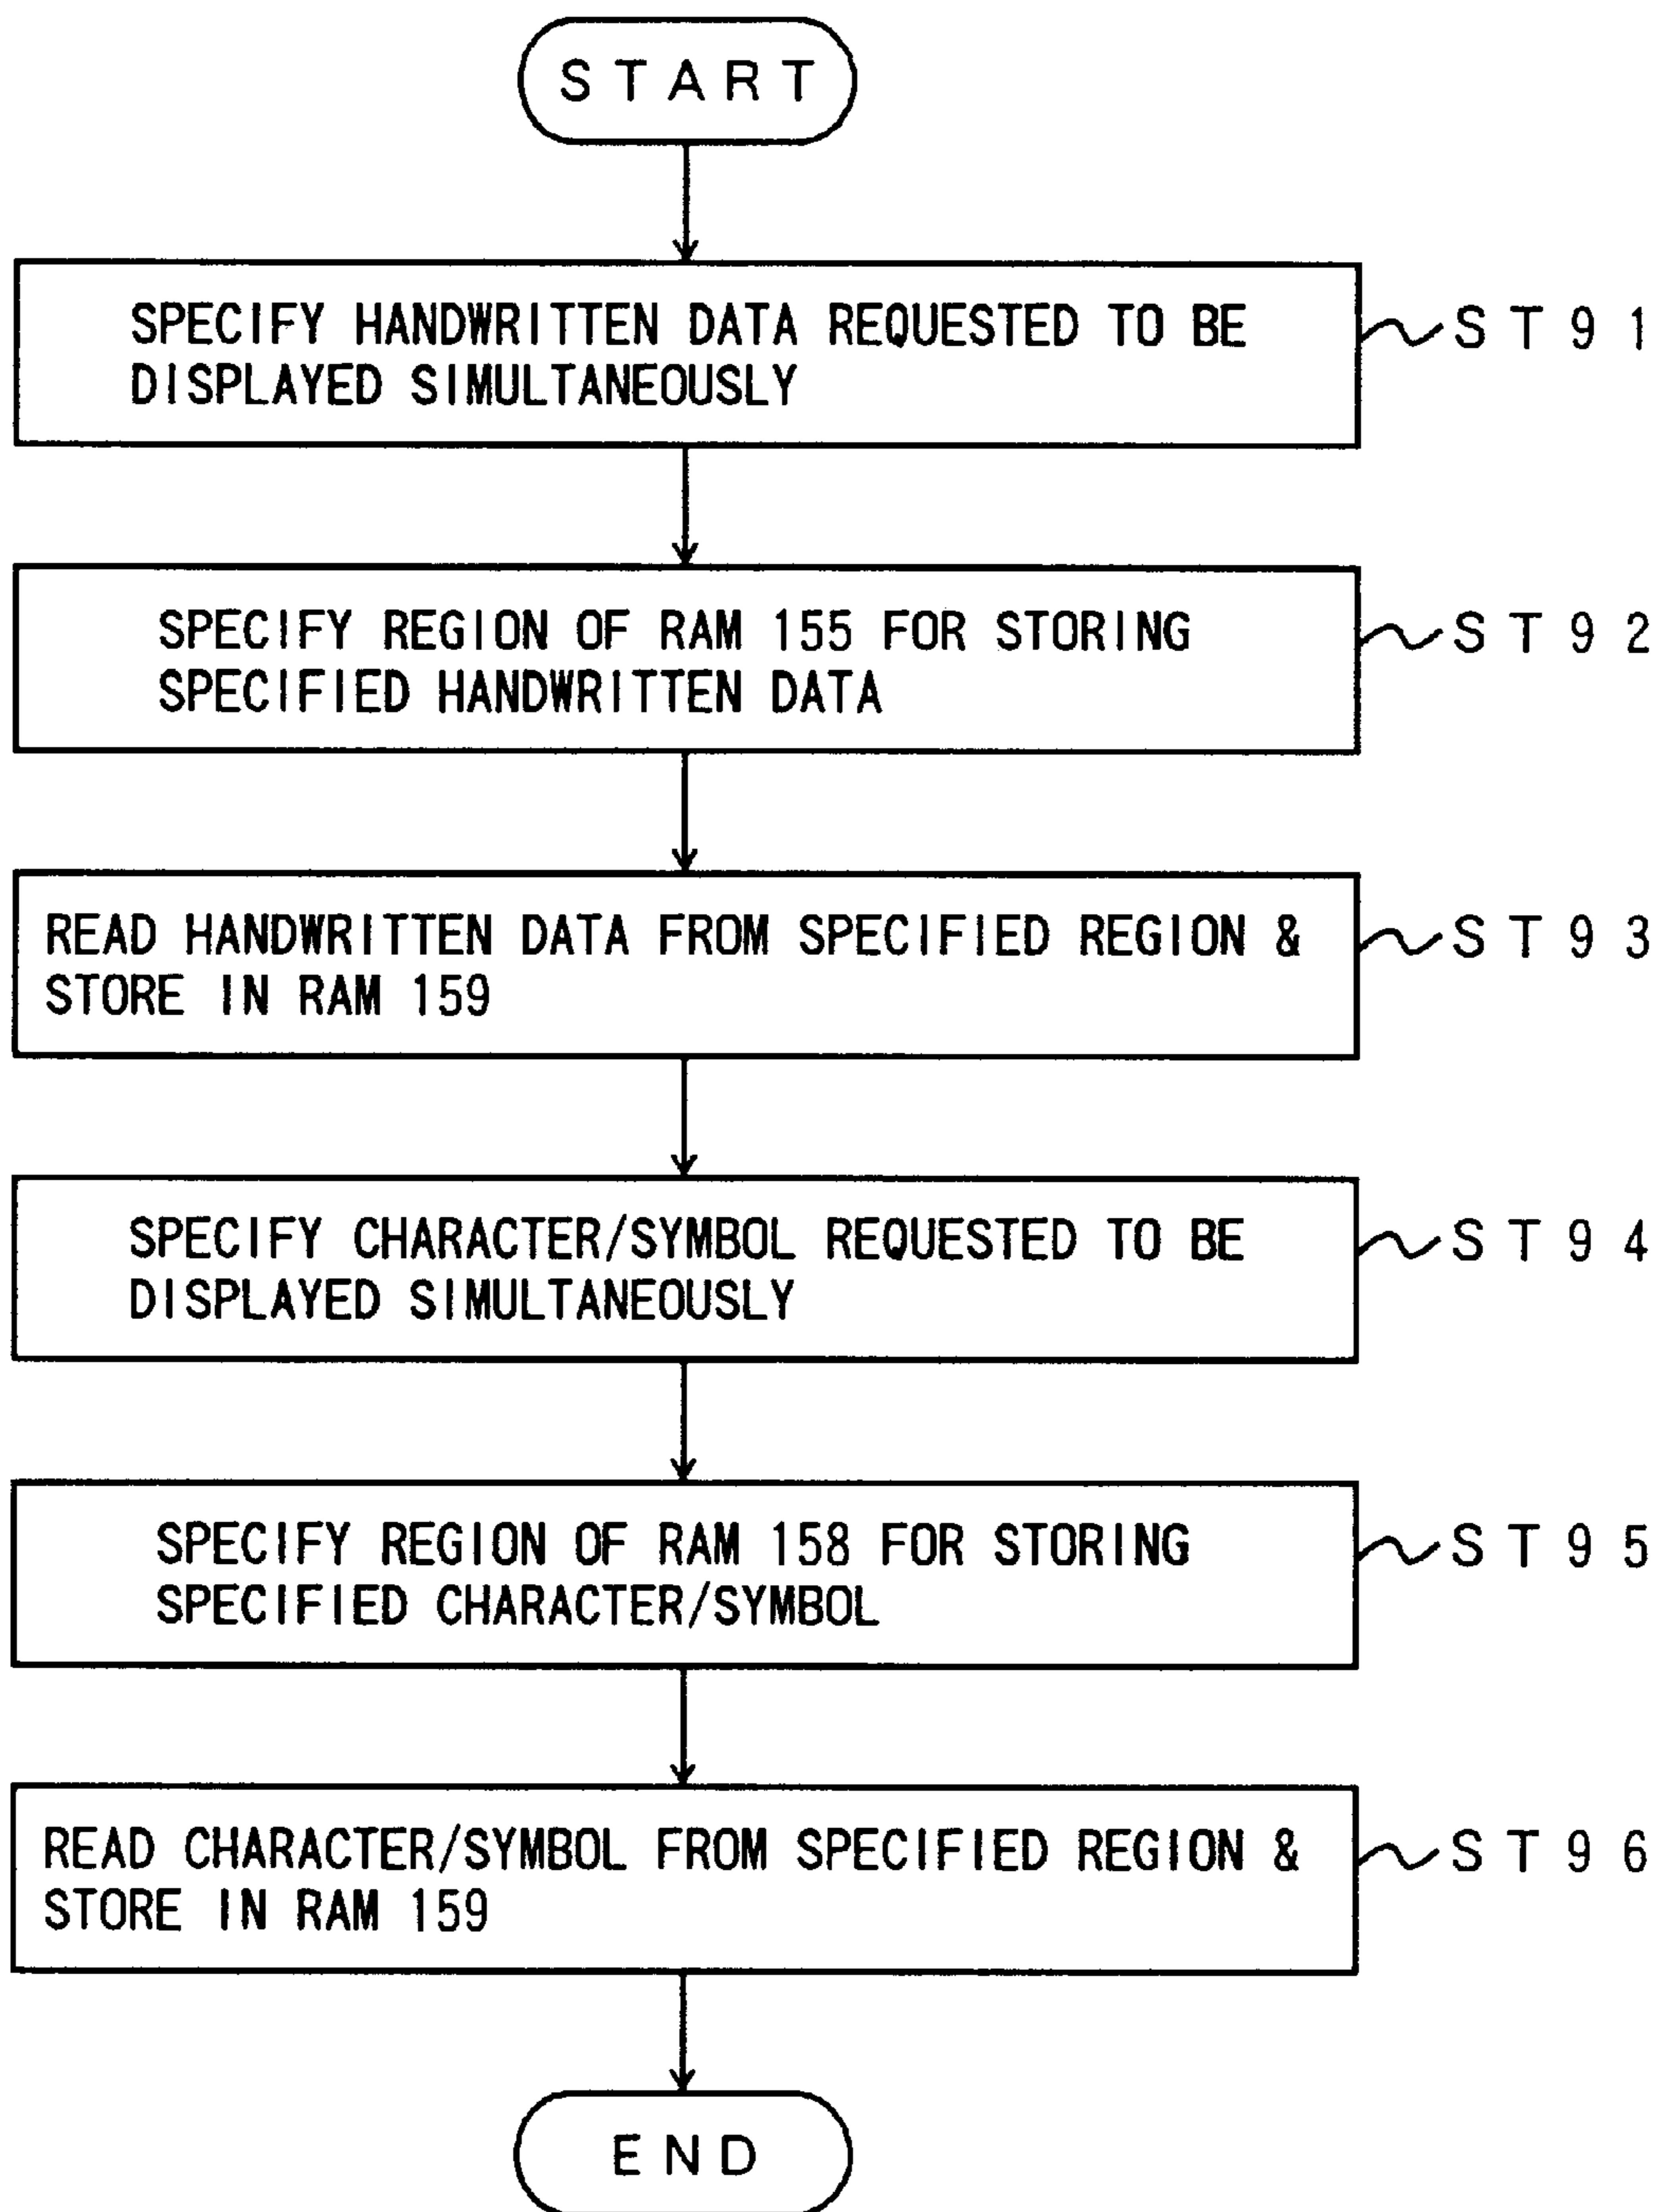 START
SPECIFY HANDWRITTEN DATA REQUESTED TO BE
DISPLAYED SIMULTANEOUSLY
ST91
SPECIFY REGION OF RAM 155 FOR STORING
SPECIFIED HANDWRITTEN DATA
ST92
READ HANDWRITTEN DATA FROM SPECIFIED REGION &
STORE IN RAM 159
ST93
SPECIFY CHARACTER/SYMBOL REQUESTED TO BE
DISPLAYED SIMULTANEOUSLY
ST94
SPECIFY REGION OF RAM 158 FOR STORING
SPECIFIED CHARACTER/SYMBOL
ST95
READ CHARACTER/SYMBOL FROM SPECIFIED REGION &
STORE IN RAM 159
ST96
END